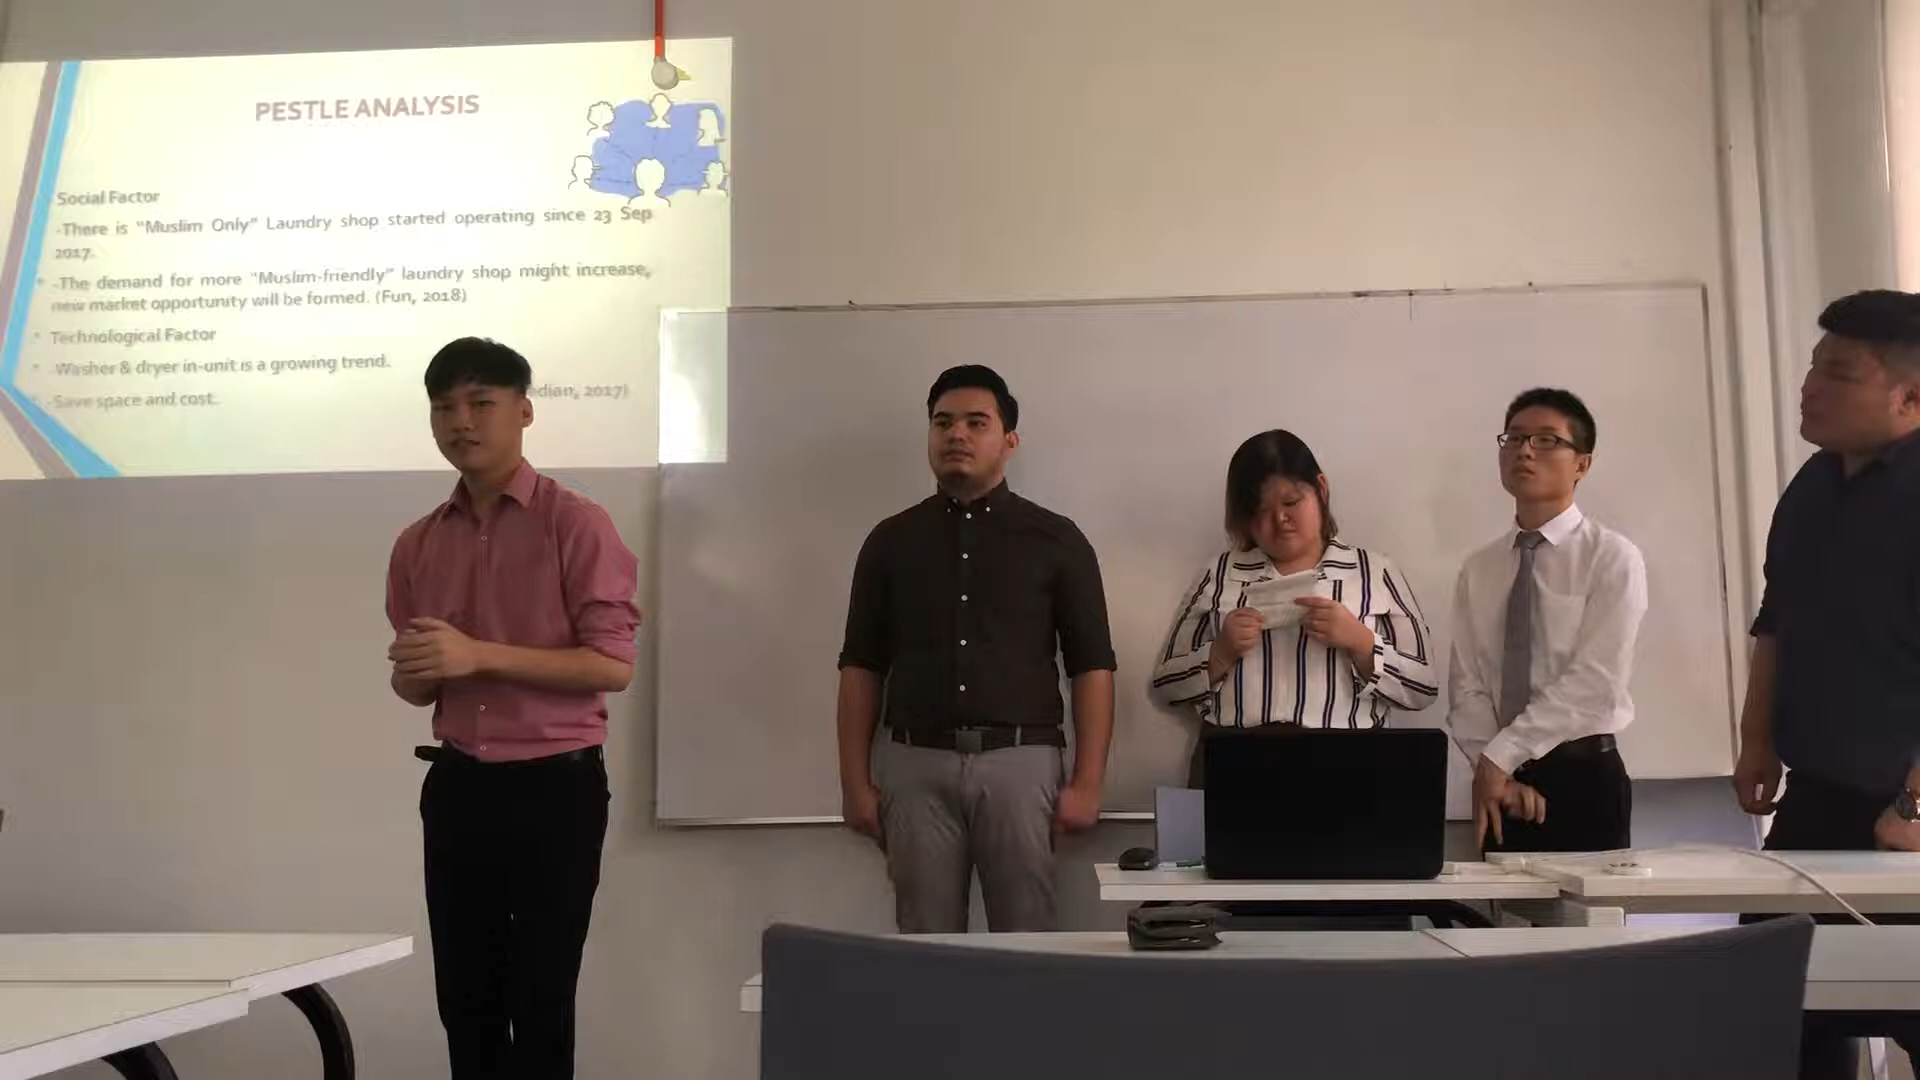 PESTLE ANALYSIS
Social Factor
-There is “Muslim Only” Laundry shop started operating since 23 Sep
2017.
• -The demand for more “Muslim-friendly” laundry shop might increase,
new market opportunity will be formed. (Fun, 2018)
• Technological Factor
• -Washer & dryer in-unit is a growing trend.
• -Save space and cost. 2017)